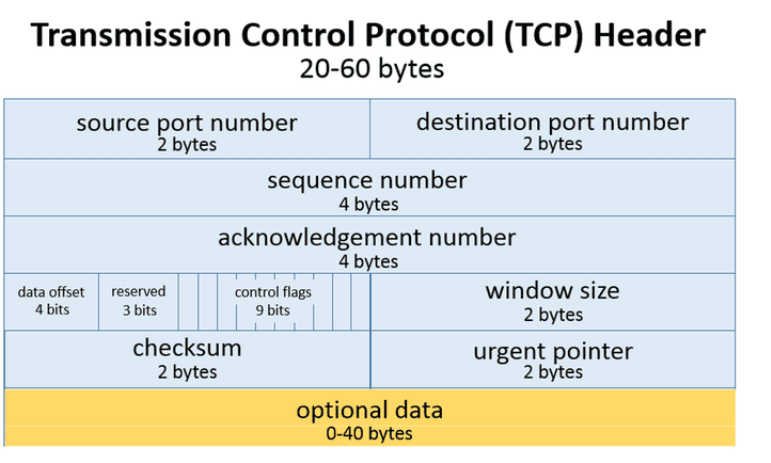 Transmission Control Protocol (TCP) Header
20-60 bytes
source port number
2 bytes
destination port number
2 bytes
sequence number
4 bytes
acknowledgement number
4 bytes
data offset
4 bits
reserved
3 bits
control flags
9 bits
window size
2 bytes
checksum
2 bytes
urgent pointer
2 bytes
optional data
0-40 bytes